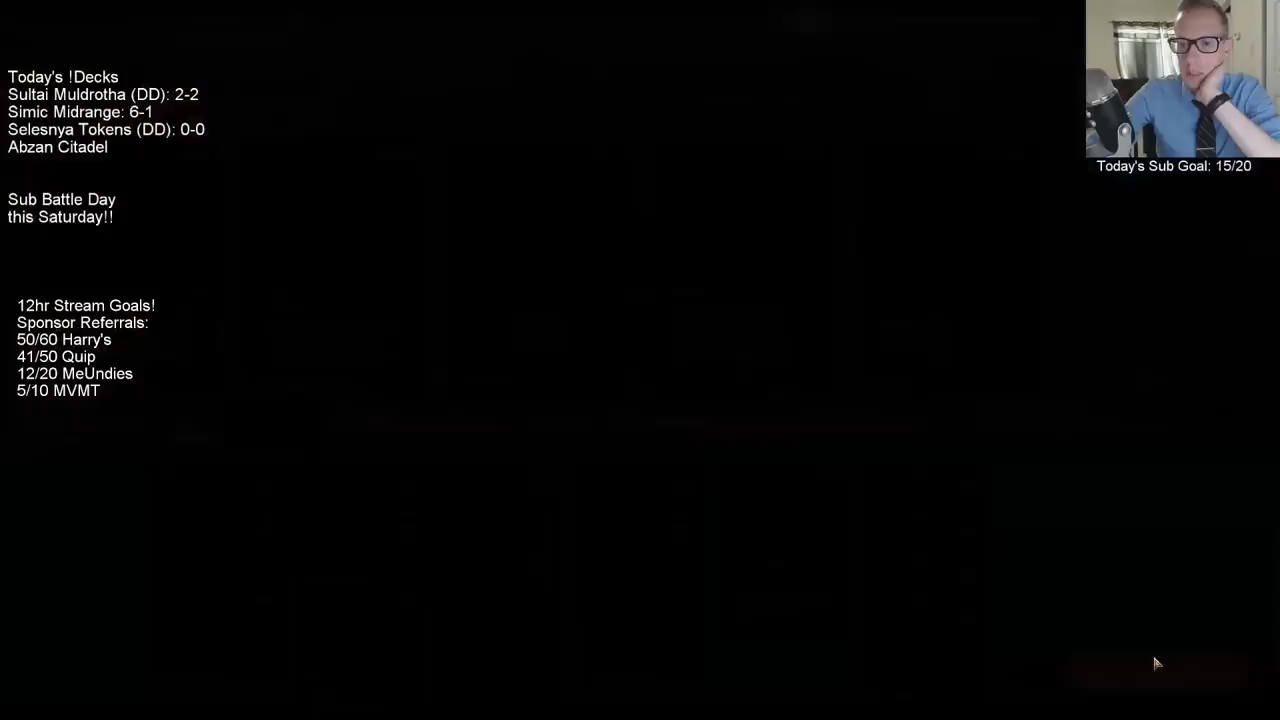 Today's !Decks
Sultai Muldrotha (DD): 2-2
Simic Midrange: 6-1
Selesnya Tokens (DD): 0-0
Abzan Citadel
Sub Battle Day
this Saturday!!
12hr Stream Goals!
Sponsor Referrals:
50/60 Harry's
41/50 Quip
12/20 MeUndies
5/10 MVMT
Today's Sub Goal: 15/20